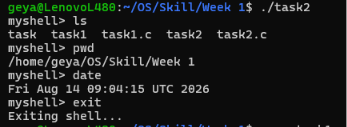 geya@LenovoL480:~/OS/Skill/Week 1$ ./task2
myshell> ls
task  task1  task1.c  task2  task2.c
myshell> pwd
/home/geya/OS/Skill/Week 1
myshell> date
Fri Aug 14 09:04:15 UTC 2026
myshell> exit
Exiting shell...